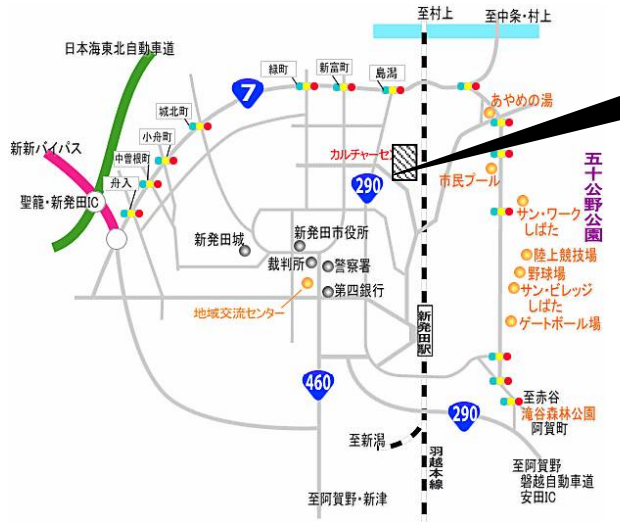 至村上
至中条・村上
日本海東北自動車道
緑町
新富町
島潟
7
あやめの湯
城北町
小舟町
新新バイパス
中曽根町
カルチャーセ
五十公野公園
舟入
290
市民プール
聖籠・新発田IC
サン・ワーク
しばた
新発田城
新発田市役所
陸上競技場
裁判所
警察署
野球場
地域交流センター
第四銀行
サン・ビレッジ
しばた
新発田駅
ゲートボール場
460
至赤谷
290
滝谷森林公園
阿賀町
至新潟
羽越本線
至阿賀野・新津
至阿賀野
磐越自動車道
安田IC